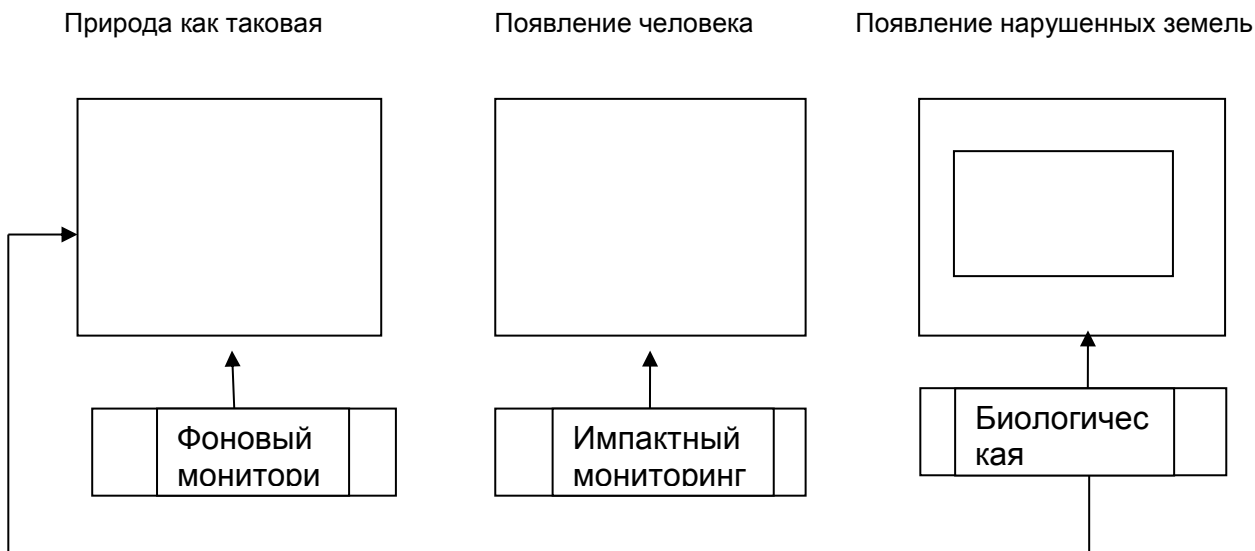 Природа как таковая
Появление человека
Появление нарушенных земель
Фоновый
монитори
Импактный
мониторинг
Биологичес
кая